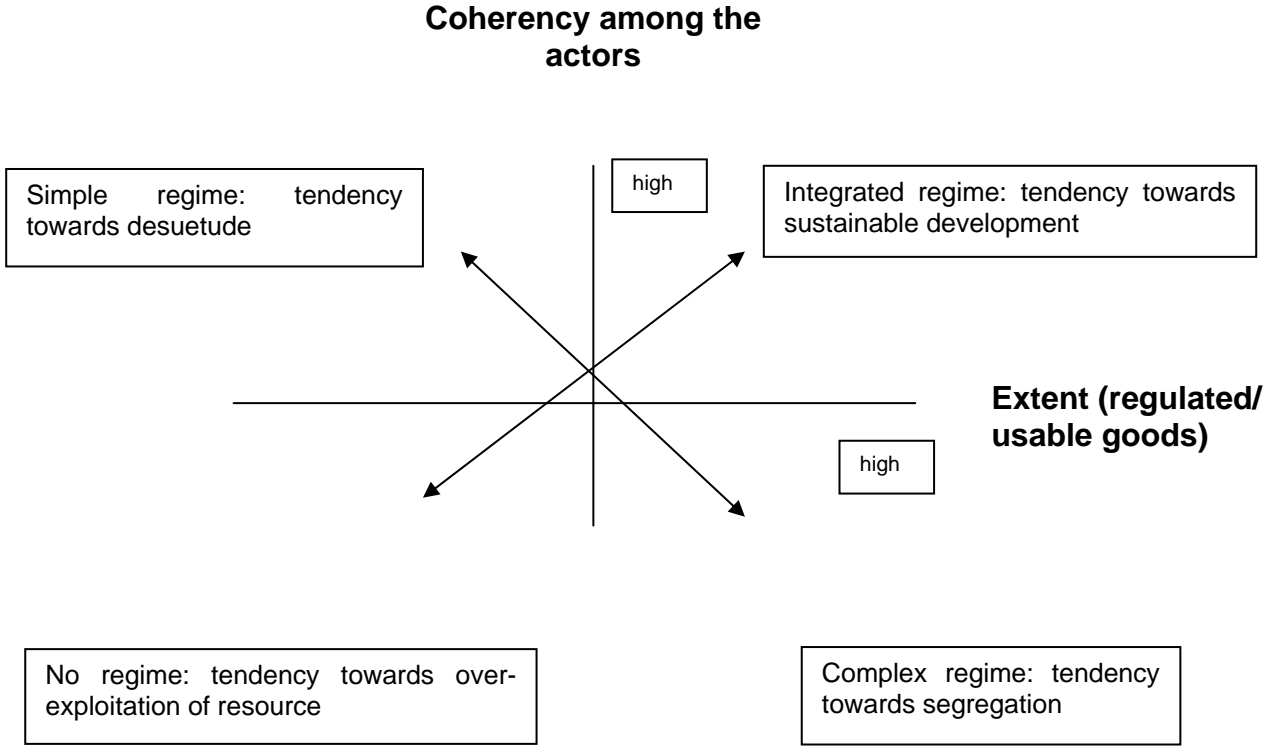 Coherency among the
actors
Simple regime: tendency
towards desuetude
high
Integrated regime: tendency towards
sustainable development
Extent (regulated/
usable goods)
high
No regime: tendency towards over-
exploitation of resource
Complex regime: tendency
towards segregation